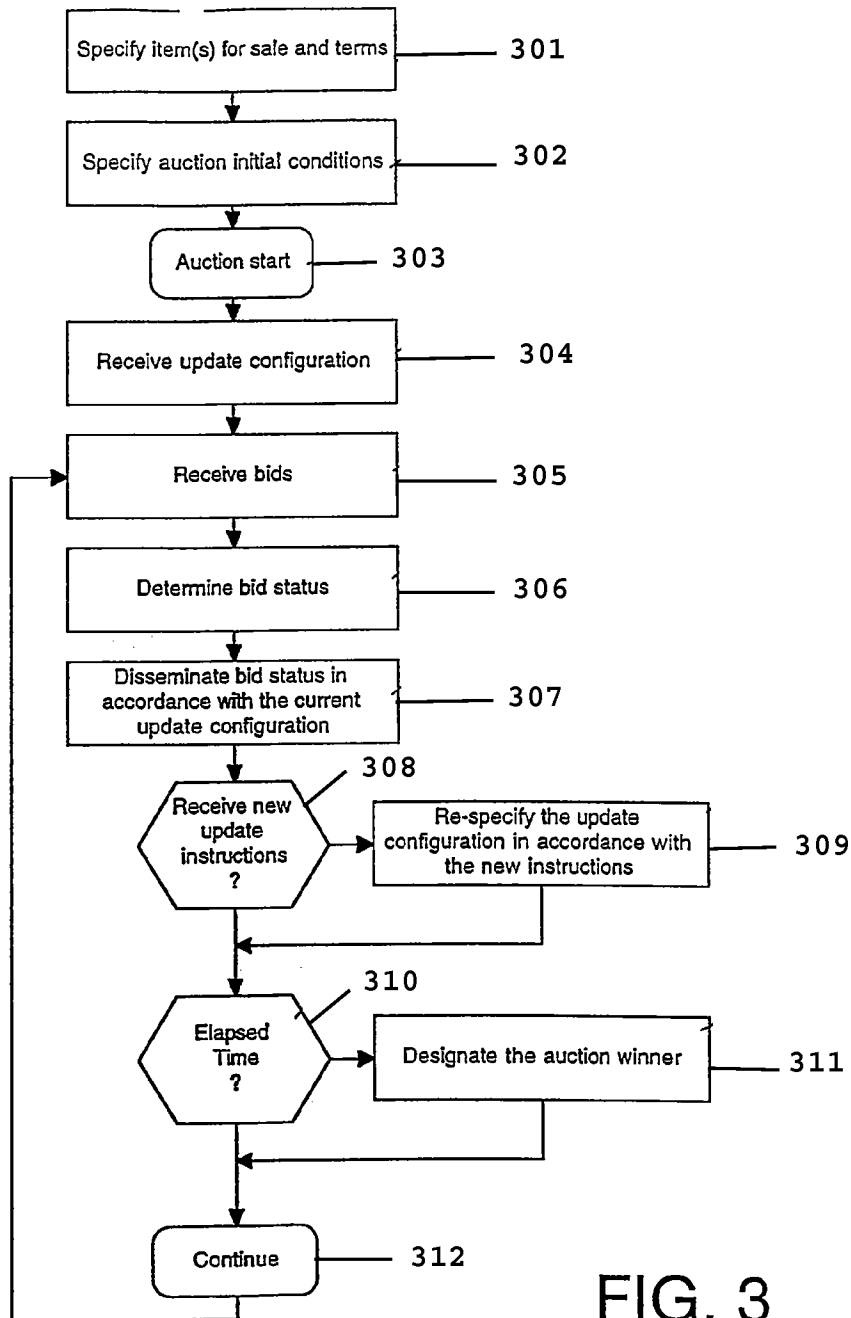 Specify item(s) for sale and terms
301
Specify auction initial conditions
302
Auction start
303
Receive update configuration
304
Receive bids
305
Determine bid status
306
Disseminate bid status in
accordance with the current
update configuration
307
308
Receive new
update
instructions
?
Re-specify the update
configuration in accordance with
the new instructions
309
310
Elapsed
Time
?
Designate the auction winner
311
Continue
312
FIG. 3